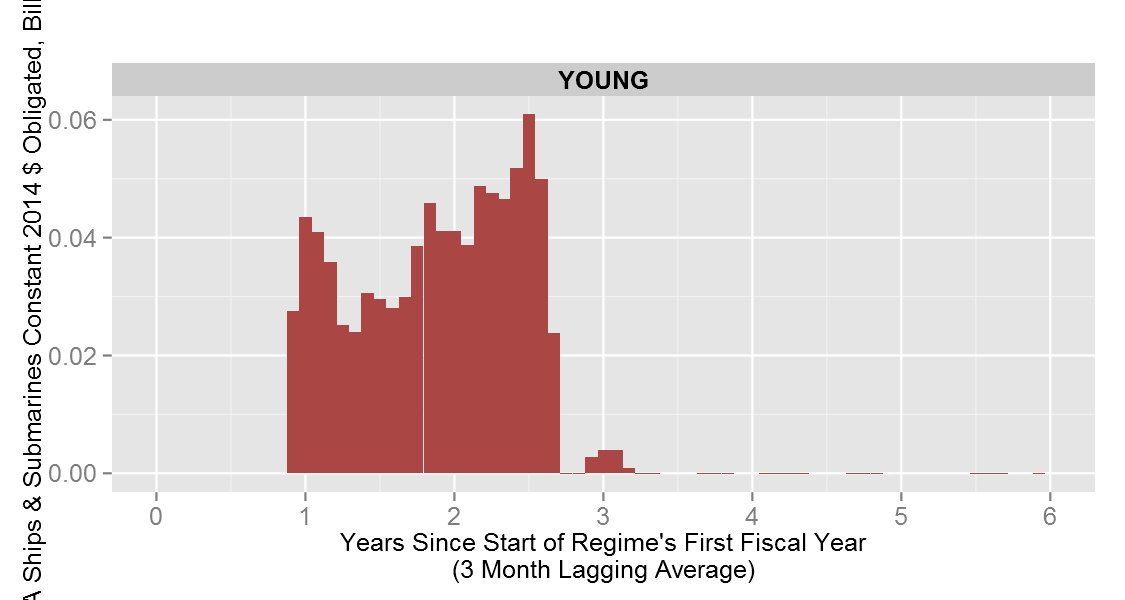 YOUNG
A Ships & Submarines Constant 2014 $ Obligated,
0.06
0.04
0.02
0.00
0 1 2 3 4 5 6
Years Since Start of Regime's First Fiscal Year
(3 Month Lagging Average)